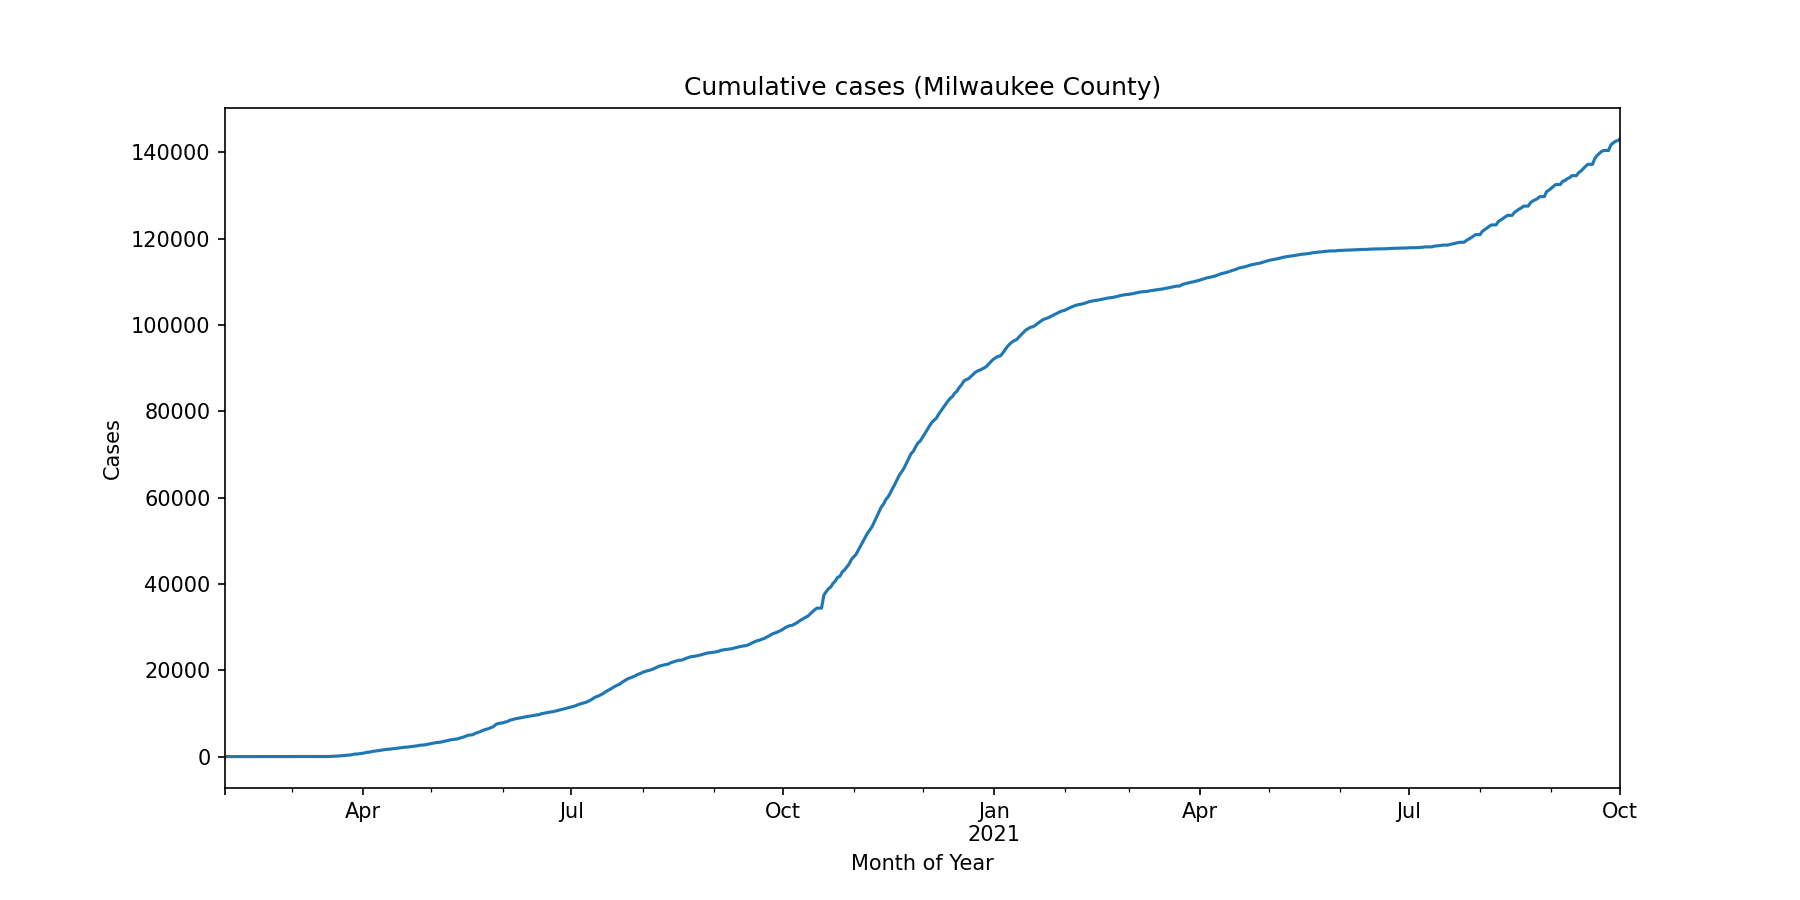 Cumulative cases (Milwaukee County)
140000
120000
100000
80000
60000
40000
20000
0
Cases
Apr Jul Oct Jan Apr Jul Oct
2021
Month of Year